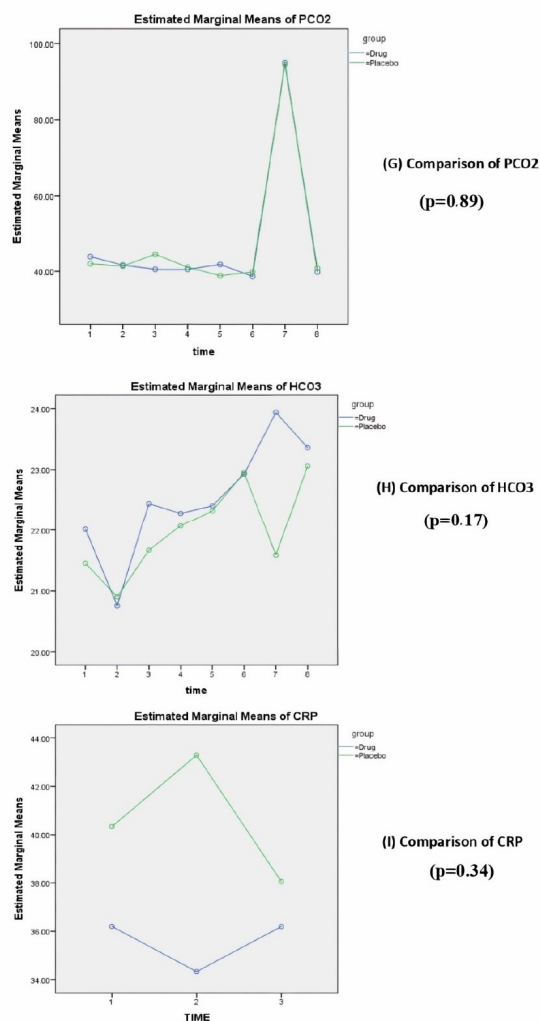 Estimated Marginal Means of PCO2
group
=Drug
=Placebo
100.00
80.00
60.00
40.00
Estimated Marginal Means
1 2 3 4 5 6 7 8
time
(G) Comparison of PCO2
(p=0.89)
Estimated Marginal Means of HCO3
group
=Drug
=Placebo
24.00
23.00
22.00
21.00
20.00
Estimated Marginal Means
1 2 3 4 5 6 7 8
time
(H) Comparison of HCO3
(p=0.17)
Estimated Marginal Means of CRP
group
=Drug
=Placebo
44.00
42.00
40.00
38.00
36.00
34.00
Estimated Marginal Means
1 2 3
TIME
(I) Comparison of CRP
(p=0.34)